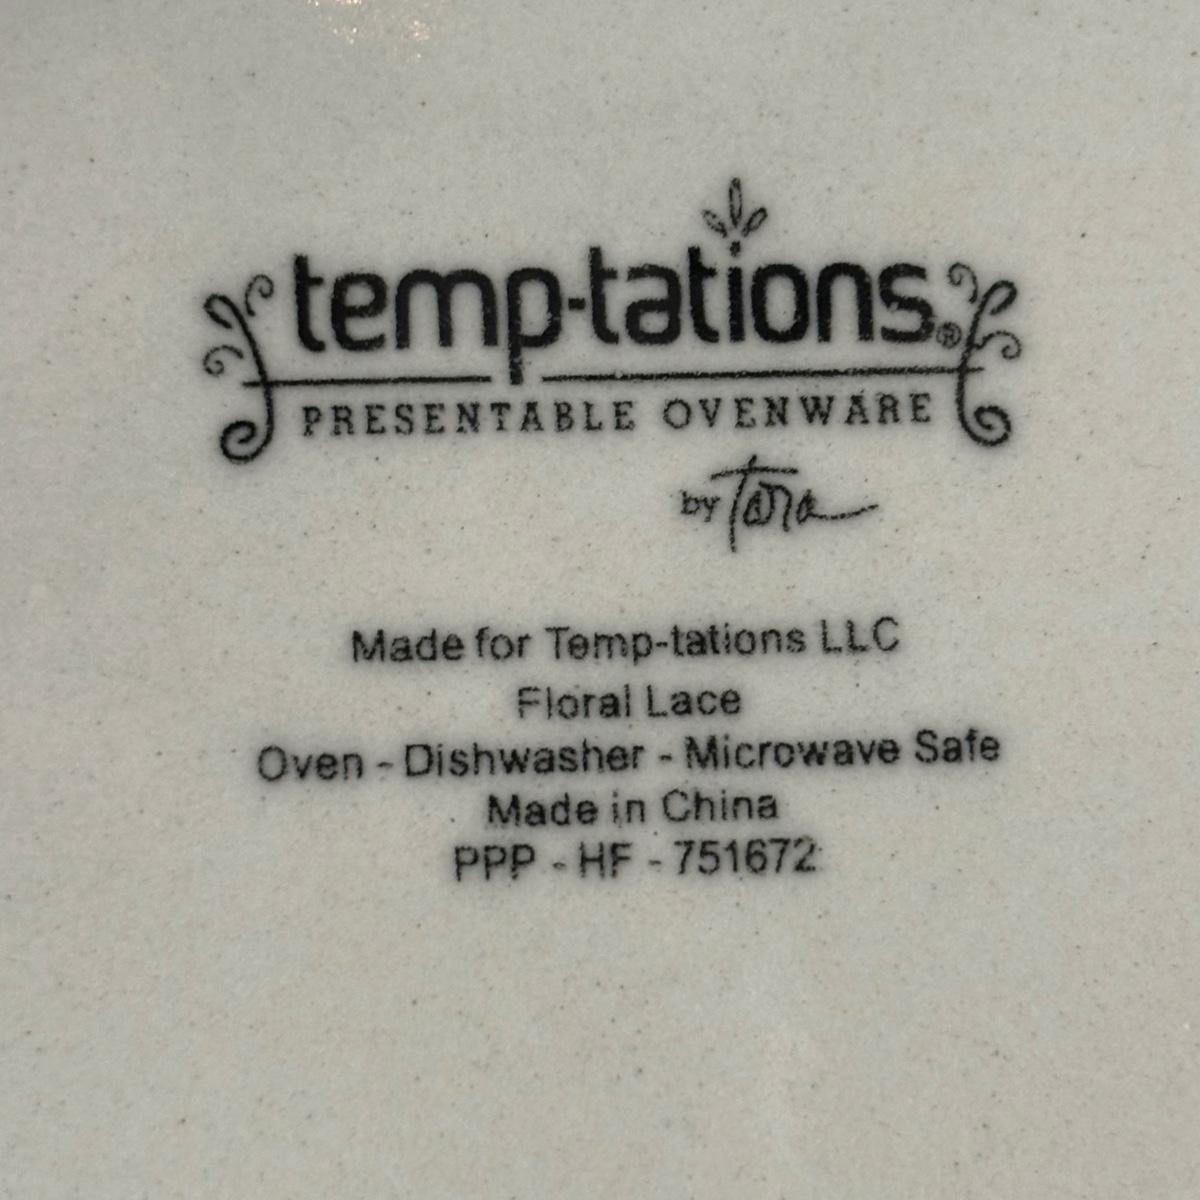 temp-tations®
PRESENTABLE OVENWARE
by Tara
Made for Temp-tations LLC
Floral Lace
Oven - Dishwasher - Microwave Safe
Made in China
PPP - HF - 751672